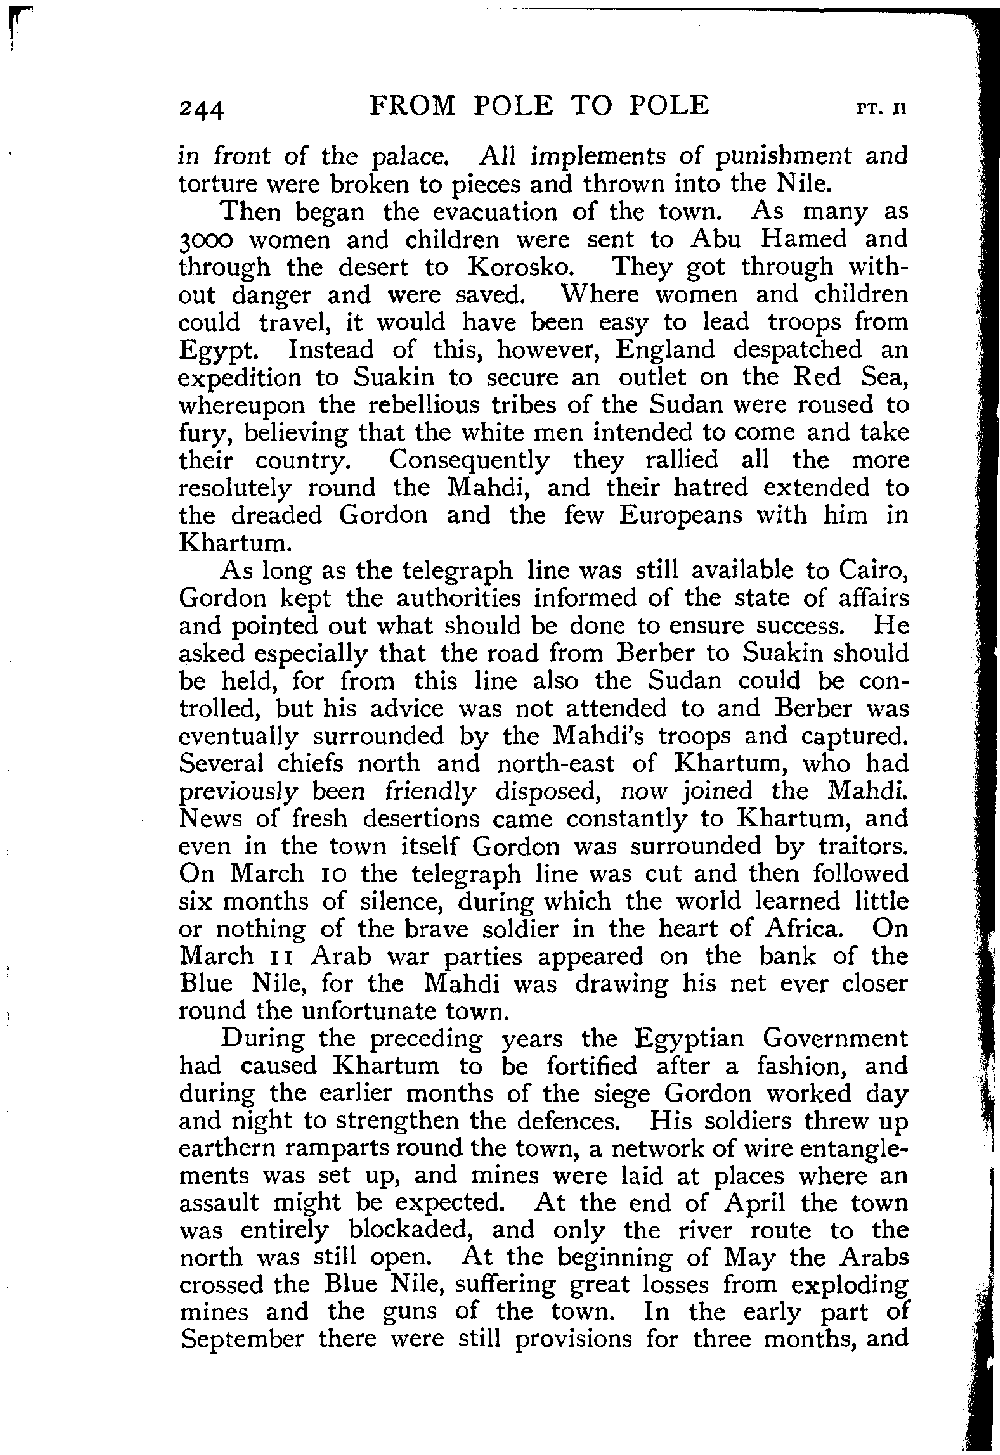 244 FROM POLE TO POLE PT. II
in front of the palace. All implements of punishment and
torture were broken to pieces and thrown into the Nile.
Then began the evacuation of the town. As many as
3000 women and children were sent to Abu Hamed and
through the desert to Korosko. They got through with-
out danger and were saved. Where women and children
could travel, it would have been easy to lead troops from
Egypt. Instead of this, however, England despatched an
expedition to Suakin to secure an outlet on the Red Sea,
whereupon the rebellious tribes of the Sudan were roused to
fury, believing that the white men intended to come and take
their country. Consequently they rallied all the more
resolutely round the Mahdi, and their hatred extended to
the dreaded Gordon and the few Europeans with him in
Khartum.
As long as the telegraph line was still available to Cairo,
Gordon kept the authorities informed of the state of affairs
and pointed out what should be done to ensure success. He
asked especially that the road from Berber to Suakin should
be held, for from this line also the Sudan could be con-
trolled, but his advice was not attended to and Berber was
eventually surrounded by the Mahdi's troops and captured.
Several chiefs north and north-east of Khartum, who had
previously been friendly disposed, now joined the Mahdi.
News of fresh desertions came constantly to Khartum, and
even in the town itself Gordon was surrounded by traitors.
On March 10 the telegraph line was cut and then followed
six months of silence, during which the world learned little
or nothing of the brave soldier in the heart of Africa. On
March 11 Arab war parties appeared on the bank of the
Blue Nile, for the Mahdi was drawing his net ever closer
round the unfortunate town.
During the preceding years the Egyptian Government
had caused Khartum to be fortified after a fashion, and
during the earlier months of the siege Gordon worked day
and night to strengthen the defences. His soldiers threw up
earthern ramparts round the town, a network of wire entangle-
ments was set up, and mines were laid at places where an
assault might be expected. At the end of April the town
was entirely blockaded, and only the river route to the
north was still open. At the beginning of May the Arabs
crossed the Blue Nile, suffering great losses from exploding
mines and the guns of the town. In the early part of
September there were still provisions for three months, and